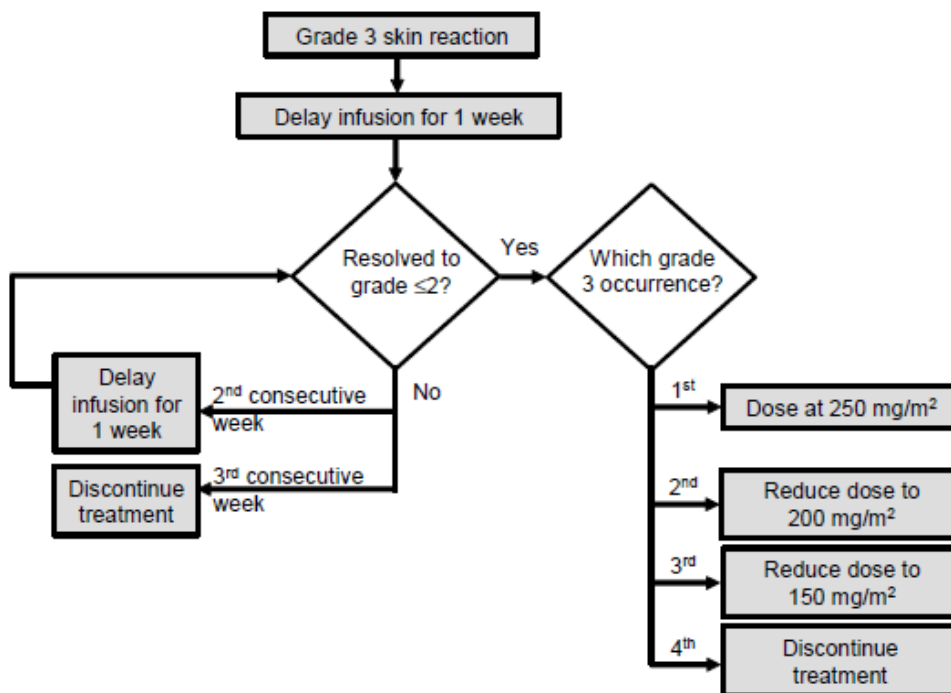 Grade 3 skin reaction
Delay infusion for 1 week
Resolved to
grade ≤2?
Yes
Which grade
3 occurrence?
No
Delay
infusion for
1 week
2nd consecutive
week
Discontinue
treatment
3rd consecutive
week
1st
Dose at 250 mg/m²
2nd
Reduce dose to
200 mg/m²
3rd
Reduce dose to
150 mg/m²
4th
Discontinue
treatment